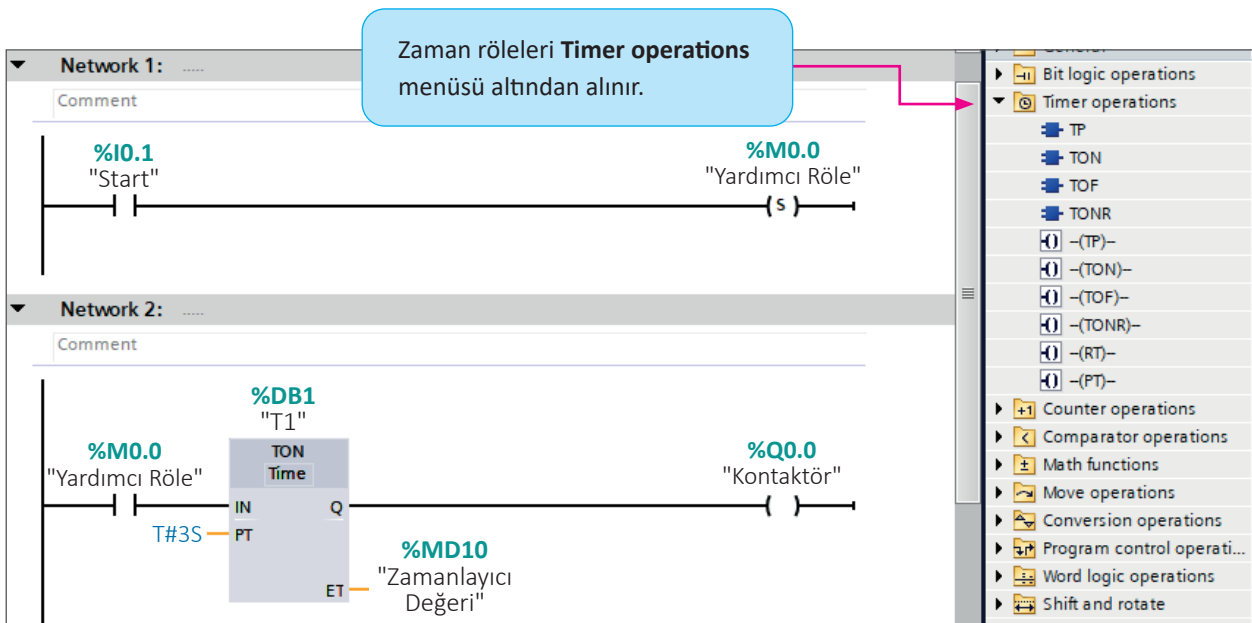 Zaman röleleri Timer operations
menüsü altından alınır.
Network 1: .....
Comment
%I0.1
"Start"
%M0.0
"Yardımcı Röle"
S
Network 2: .....
Comment
%DB1
"T1"
TON
Time
%M0.0
"Yardımcı Röle"
IN
Q
%Q0.0
"Kontaktör"
T#3S
PT
%MD10
"Zamanlayıcı
Değeri"
ET
Bit logic operations
Timer operations
TP
TON
TOF
TONR
–(TP)–
–(TON)–
–(TOF)–
–(TONR)–
–(RT)–
–(PT)–
Counter operations
Comparator operations
Math functions
Move operations
Conversion operations
Program control operati...
Word logic operations
Shift and rotate